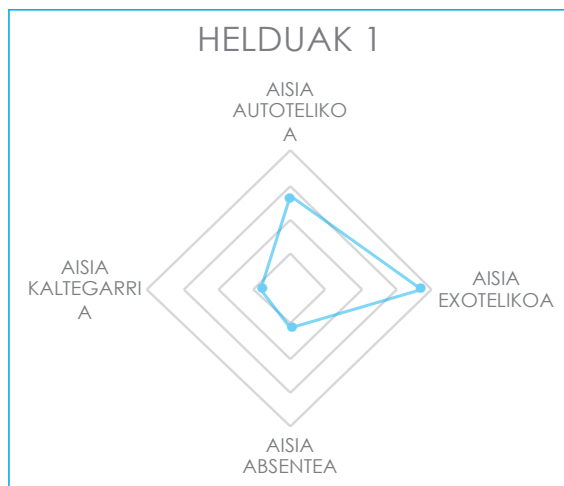 HELDUAK 1
AISIA
AUTOTELIKO
A
AISIA
KALTEGARRI
A
AISIA
EXOTELIKOA
AISIA
ABSENTEA